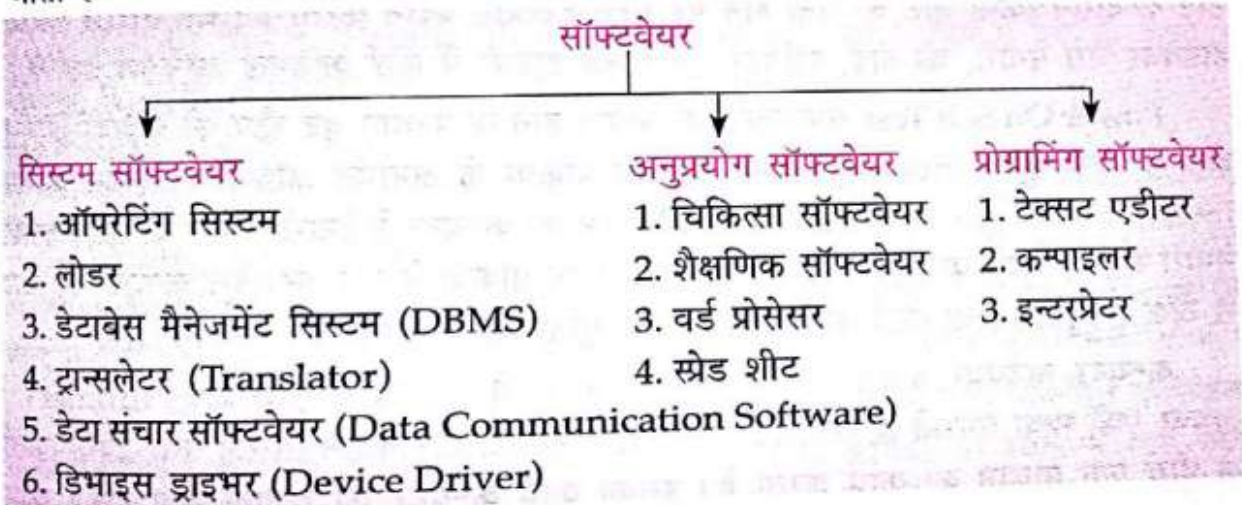 सॉफ्टवेयर
सिस्टम सॉफ्टवेयर
1. ऑपरेटिंग सिस्टम
2. लोडर
3. डेटाबेस मैनेजमेंट सिस्टम (DBMS)
4. ट्रान्सलेटर (Translator)
5. डेटा संचार सॉफ्टवेयर (Data Communication Software)
6. डिभाइस ड्राइभर (Device Driver)
अनुप्रयोग सॉफ्टवेयर
1. चिकित्सा सॉफ्टवेयर
2. शैक्षणिक सॉफ्टवेयर
3. वर्ड प्रोसेसर
4. स्प्रेड शीट
प्रोग्रामिंग सॉफ्टवेयर
1. टेक्सट एडीटर
2. कम्पाइलर
3. इन्टरप्रेटर